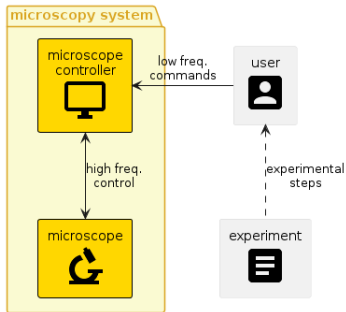 microscopy system
microscope
controller
low freq.
commands
user
high freq.
control
experimental
steps
microscope
experiment